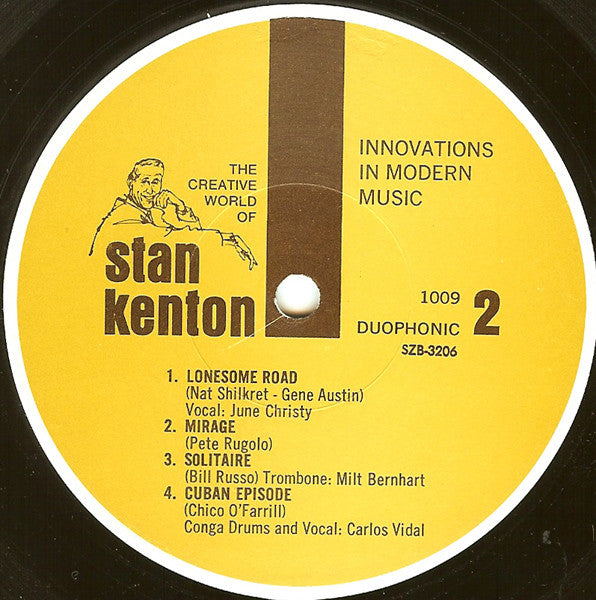 THE
CREATIVE
WORLD
OF
stan
kenton
INNOVATIONS
IN MODERN
MUSIC
1009
DUOPHONIC 2
SZB-3206
1. LONESOME ROAD
(Nat Shilkret - Gene Austin)
Vocal: June Christy
2. MIRAGE
(Pete Rugolo)
3. SOLITAIRE
(Bill Russo) Trombone: Milt Bernhart
4. CUBAN EPISODE
(Chico O'Farrill)
Conga Drums and Vocal: Carlos Vidal